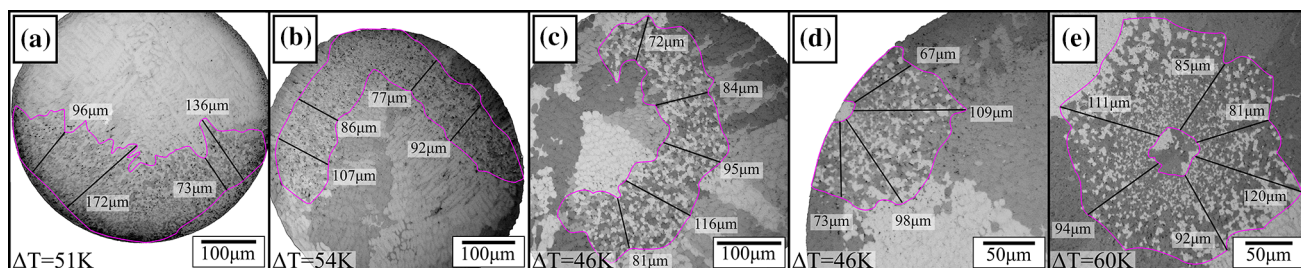 (a)
96μm
136μm
172μm
73μm
ΔT=51K
100μm
(b)
77μm
86μm
92μm
107μm
ΔT=54K
100μm
(c)
72μm
84μm
95μm
116μm
81μm
ΔT=46K
100μm
(d)
67μm
109μm
73μm
98μm
ΔT=46K
50μm
(e)
85μm
111μm
81μm
120μm
94μm
92μm
ΔT=60K
50μm